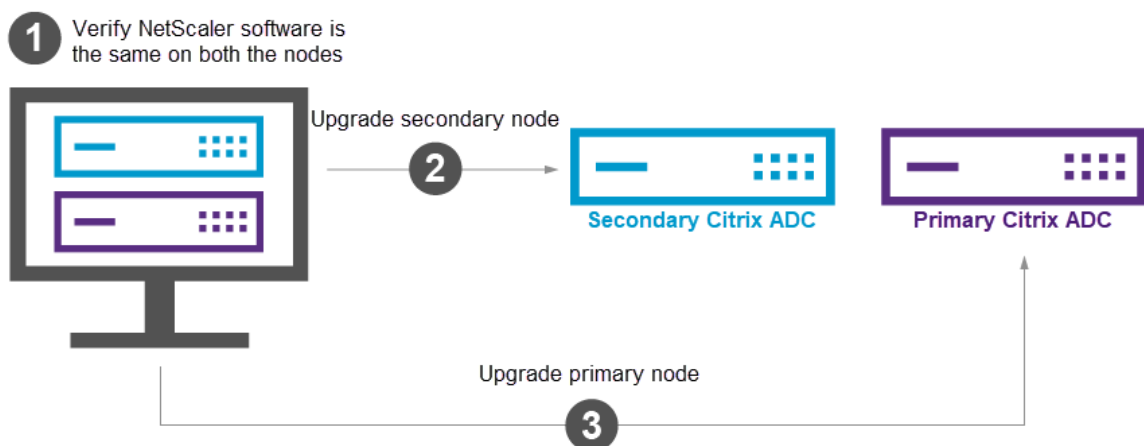 1
Verify NetScaler software is
the same on both the nodes
Upgrade secondary node
2
Secondary Citrix ADC
Primary Citrix ADC
Upgrade primary node
3